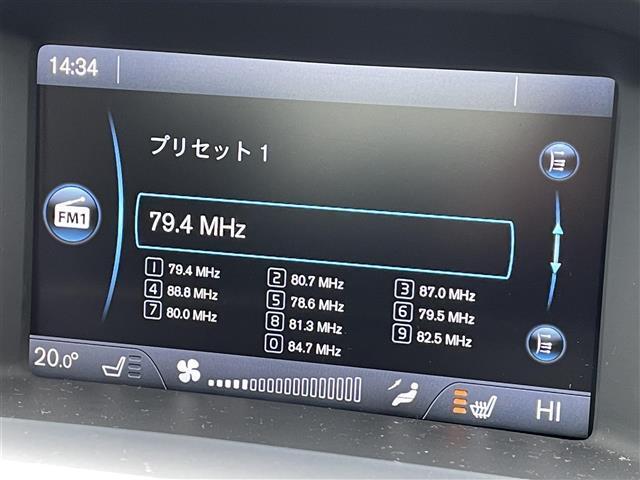 14:34
プリセット 1
FM1
79.4 MHz
1 79.4 MHz 2 80.7 MHz 3 87.0 MHz
4 88.8 MHz 5 78.6 MHz 6 79.5 MHz
7 80.0 MHz 8 81.3 MHz 9 82.5 MHz
0 84.7 MHz
20.0° HI